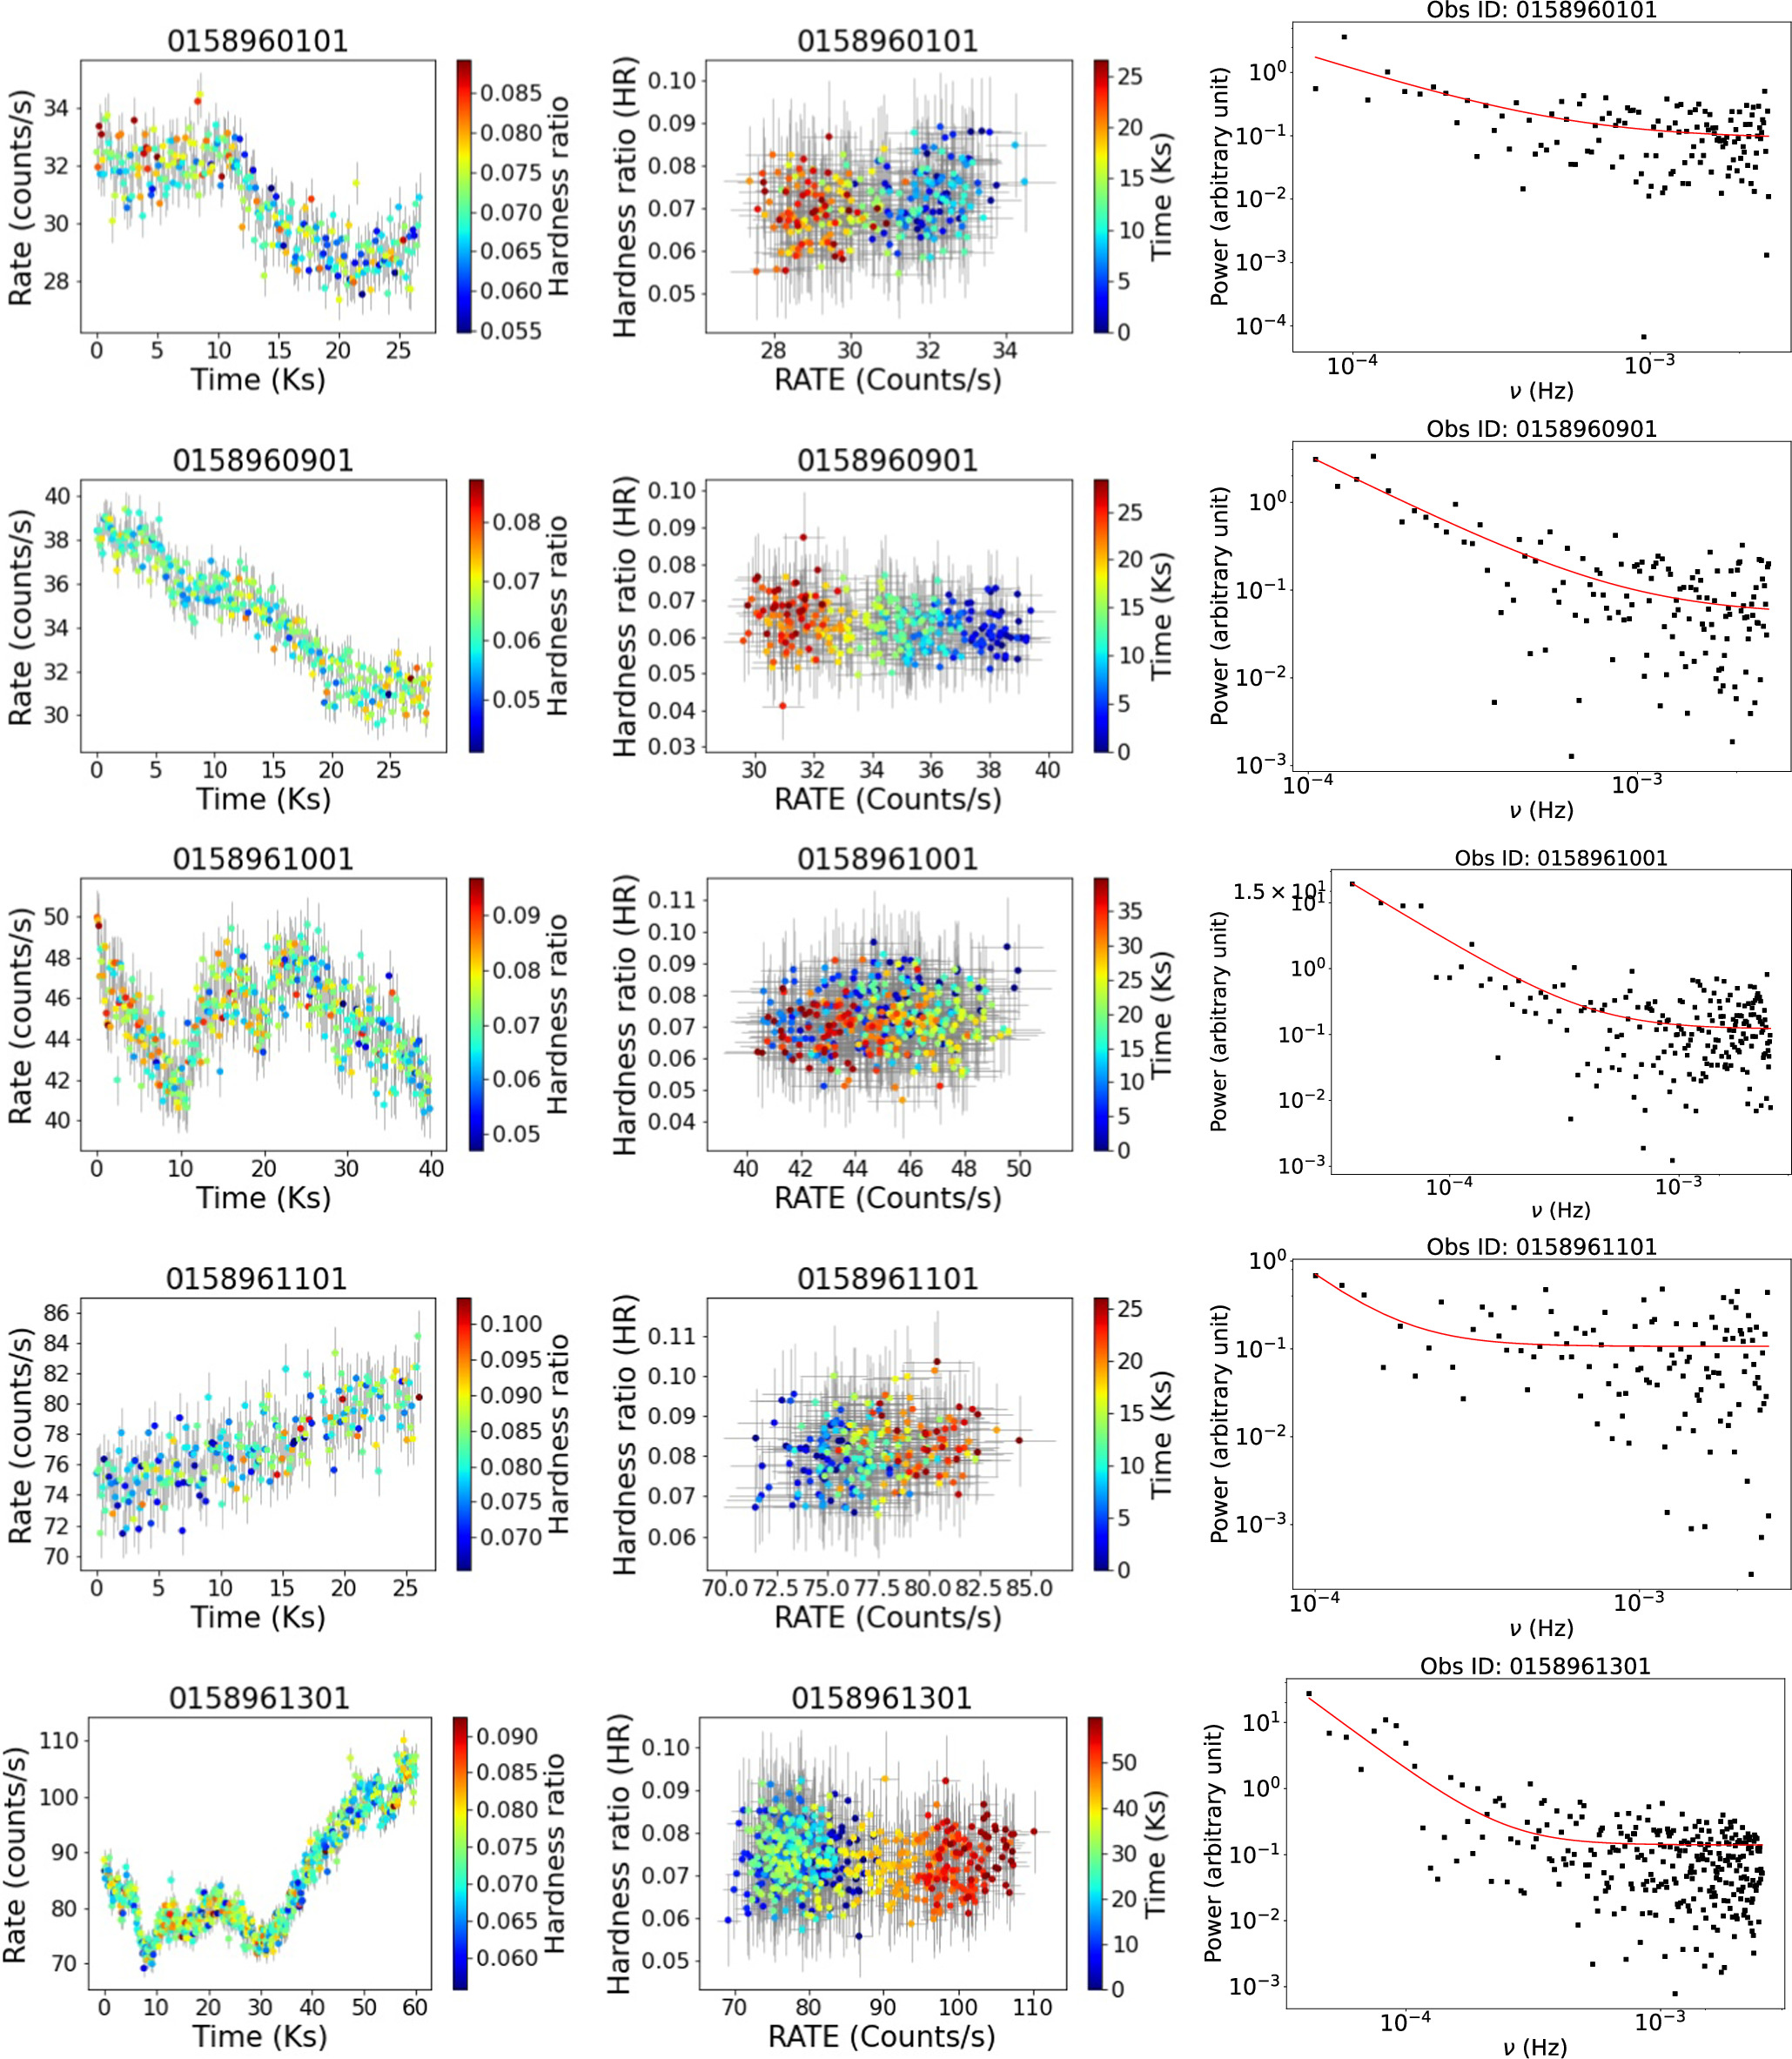 0158960101
Rate (counts/s)
34
32
30
28
0 5 10 15 20 25
Time (Ks)
0.085
0.080
0.075
0.070
0.065
0.060
0.055
Hardness ratio
0158960101
Hardness ratio (HR)
0.10
0.09
0.08
0.07
0.06
0.05
28 30 32 34
RATE (Counts/s)
25
20
15
10
5
0
Time (Ks)
Obs ID: 0158960101
Power (arbitrary unit)
10⁰
10⁻¹
10⁻²
10⁻³
10⁻⁴
10⁻⁴ 10⁻³
ν (Hz)
0158960901
Rate (counts/s)
40
38
36
34
32
30
0 5 10 15 20 25
Time (Ks)
0.08
0.07
0.06
0.05
Hardness ratio
0158960901
Hardness ratio (HR)
0.10
0.09
0.08
0.07
0.06
0.05
0.04
0.03
30 32 34 36 38 40
RATE (Counts/s)
25
20
15
10
5
0
Time (Ks)
Obs ID: 0158960901
Power (arbitrary unit)
10⁰
10⁻¹
10⁻²
10⁻³
10⁻⁴ 10⁻³
ν (Hz)
0158961001
Rate (counts/s)
50
48
46
44
42
40
0 10 20 30 40
Time (Ks)
0.09
0.08
0.07
0.06
0.05
Hardness ratio
0158961001
Hardness ratio (HR)
0.11
0.10
0.09
0.08
0.07
0.06
0.05
0.04
40 42 44 46 48 50
RATE (Counts/s)
35
30
25
20
15
10
5
0
Time (Ks)
Obs ID: 0158961001
Power (arbitrary unit)
1.5 × 10¹
10¹
10⁰
10⁻¹
10⁻²
10⁻³
10⁻⁴ 10⁻³
ν (Hz)
0158961101
Rate (counts/s)
86
84
82
80
78
76
74
72
70
0 5 10 15 20 25
Time (Ks)
0.100
0.095
0.090
0.085
0.080
0.075
0.070
Hardness ratio
0158961101
Hardness ratio (HR)
0.11
0.10
0.09
0.08
0.07
0.06
70.0 72.5 75.0 77.5 80.0 82.5 85.0
RATE (Counts/s)
25
20
15
10
5
0
Time (Ks)
Obs ID: 0158961101
Power (arbitrary unit)
10⁰
10⁻¹
10⁻²
10⁻³
10⁻⁴ 10⁻³
ν (Hz)
0158961301
Rate (counts/s)
110
100
90
80
70
0 10 20 30 40 50 60
Time (Ks)
0.090
0.085
0.080
0.075
0.070
0.065
0.060
Hardness ratio
0158961301
Hardness ratio (HR)
0.10
0.09
0.08
0.07
0.06
0.05
70 80 90 100 110
RATE (Counts/s)
50
40
30
20
10
0
Time (Ks)
Obs ID: 0158961301
Power (arbitrary unit)
10¹
10⁰
10⁻¹
10⁻²
10⁻³
10⁻⁴ 10⁻³
ν (Hz)